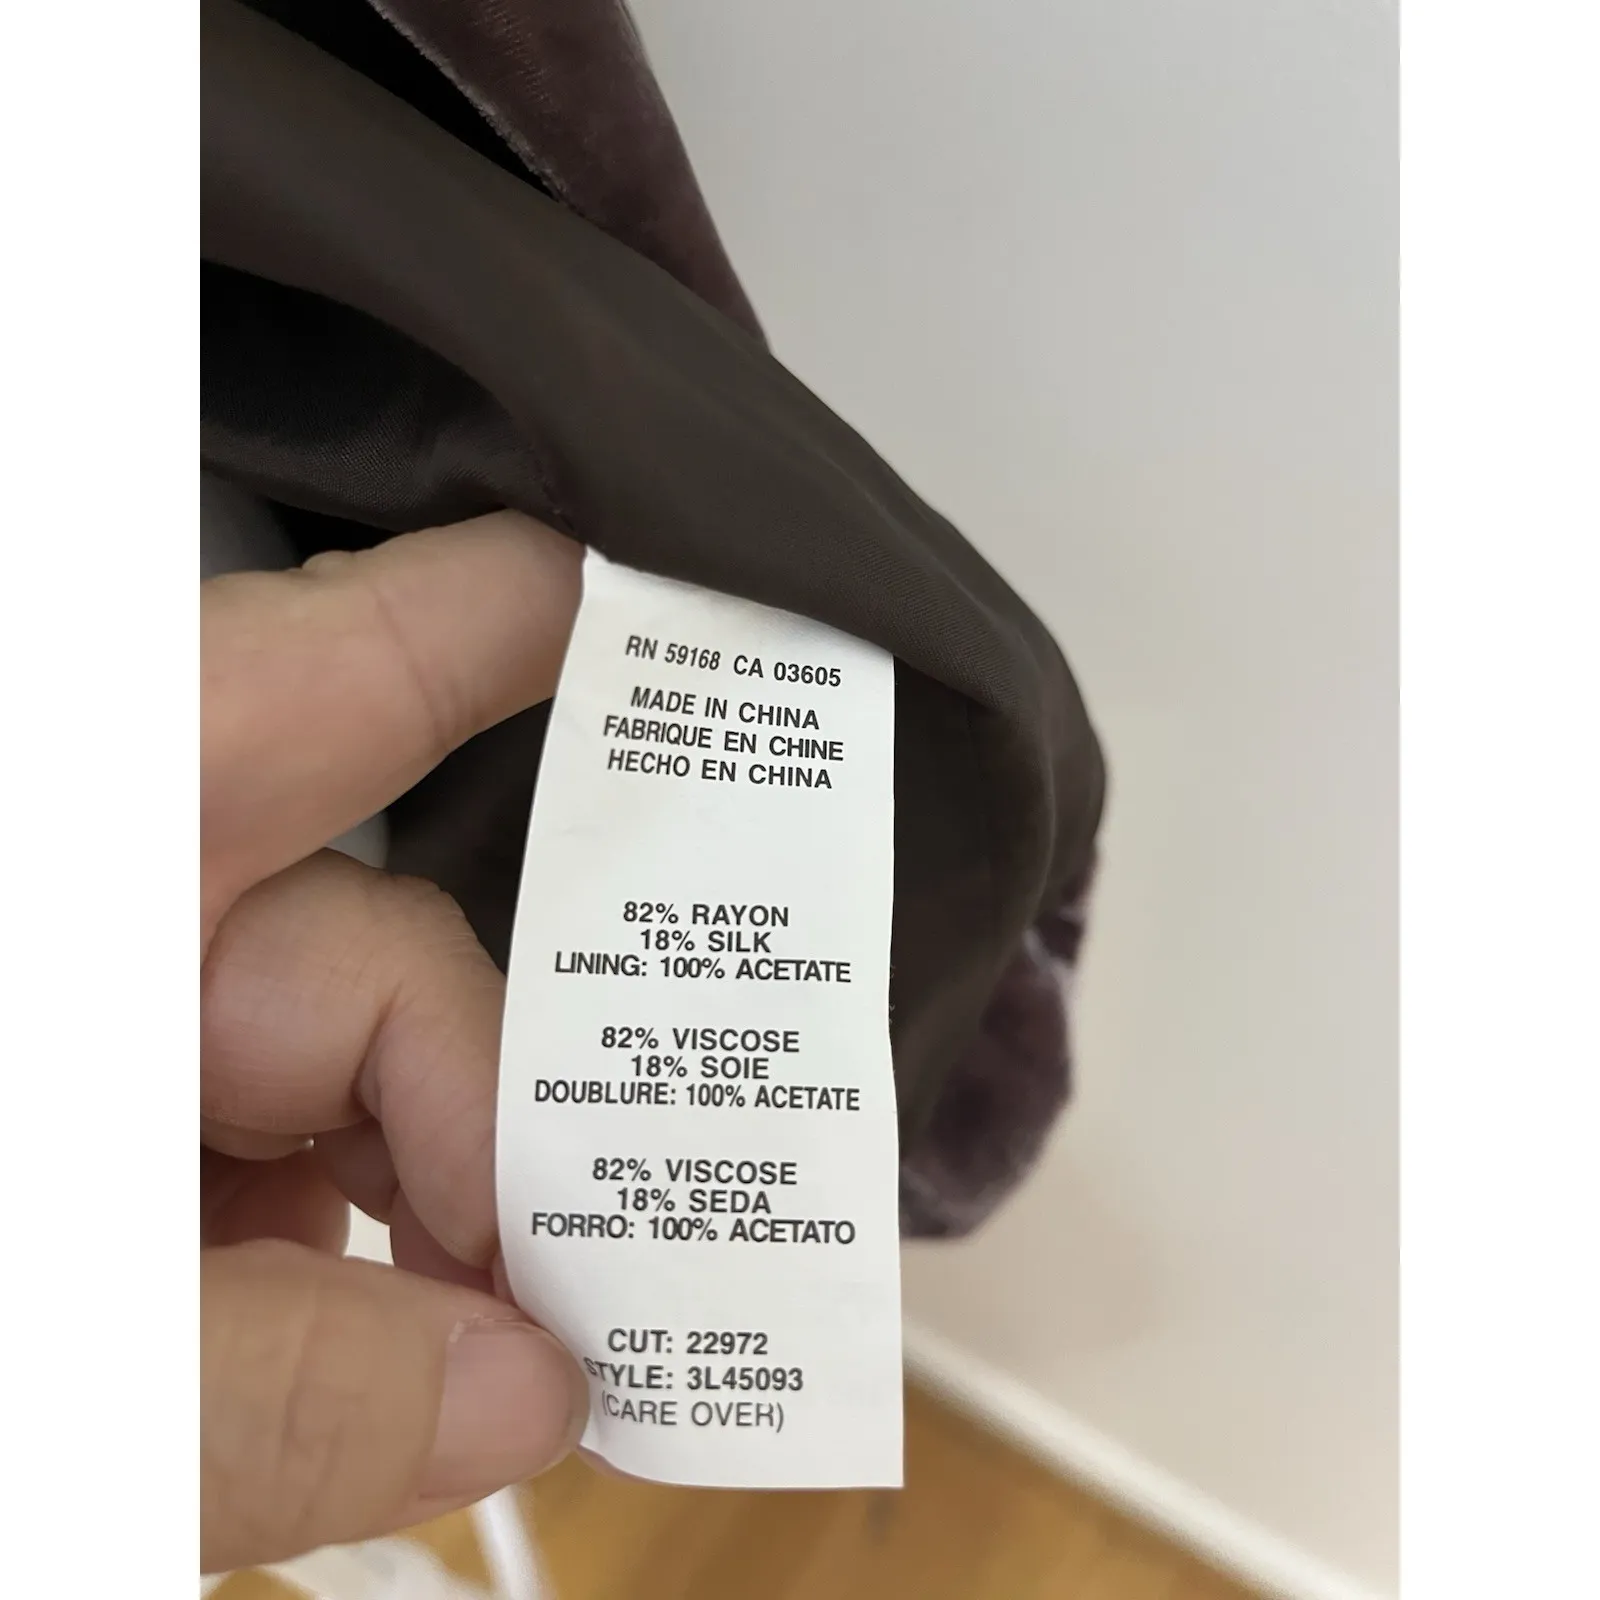 RN 59168 CA 03605
MADE IN CHINA
FABRIQUE EN CHINE
HECHO EN CHINA
82% RAYON
18% SILK
LINING: 100% ACETATE
82% VISCOSE
18% SOIE
DOUBLURE: 100% ACETATE
82% VISCOSE
18% SEDA
FORRO: 100% ACETATO
CUT: 22972
STYLE: 3L45093
(CARE OVER)